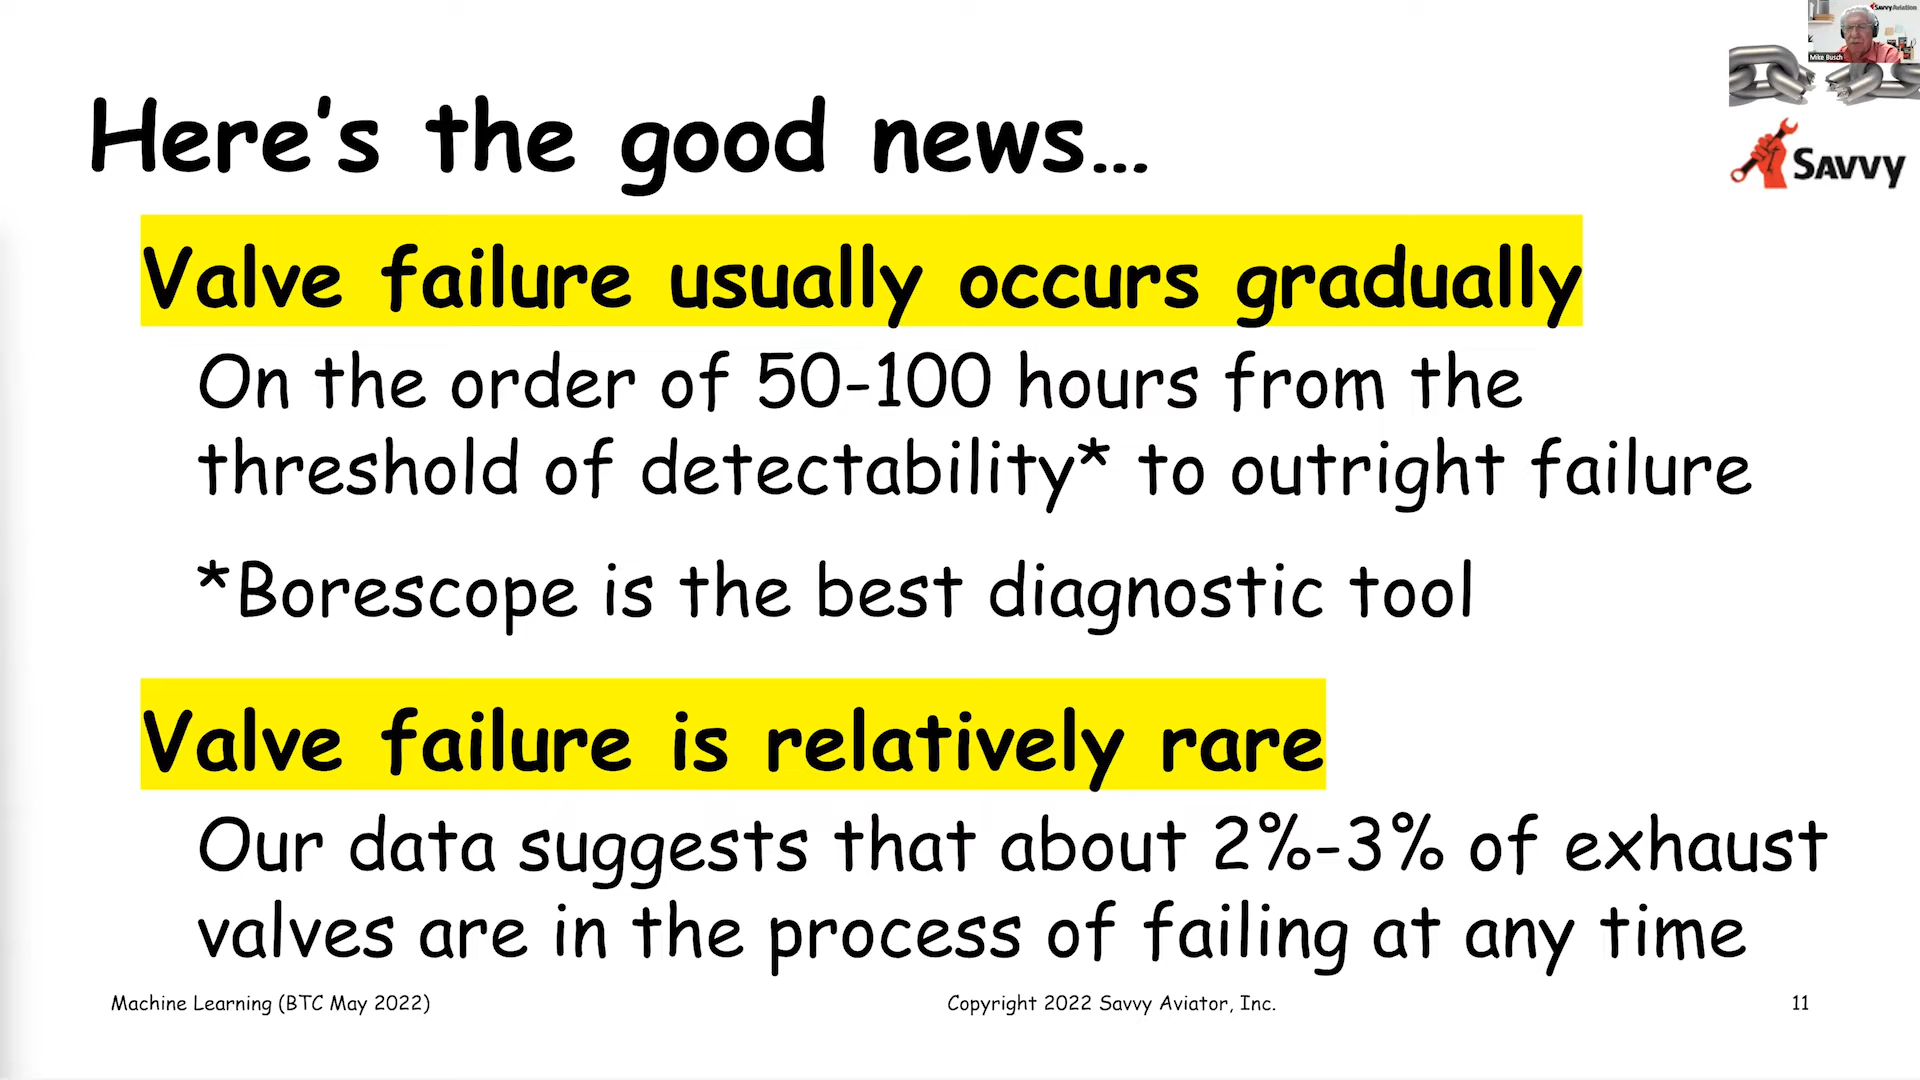 SavvyAviation
Mike Busch
Here's the good news...
SAVVY
Valve failure usually occurs gradually
On the order of 50-100 hours from the
threshold of detectability* to outright failure
*Borescope is the best diagnostic tool
Valve failure is relatively rare
Our data suggests that about 2%-3% of exhaust
valves are in the process of failing at any time
Machine Learning (BTC May 2022)
Copyright 2022 Savvy Aviator, Inc.
11